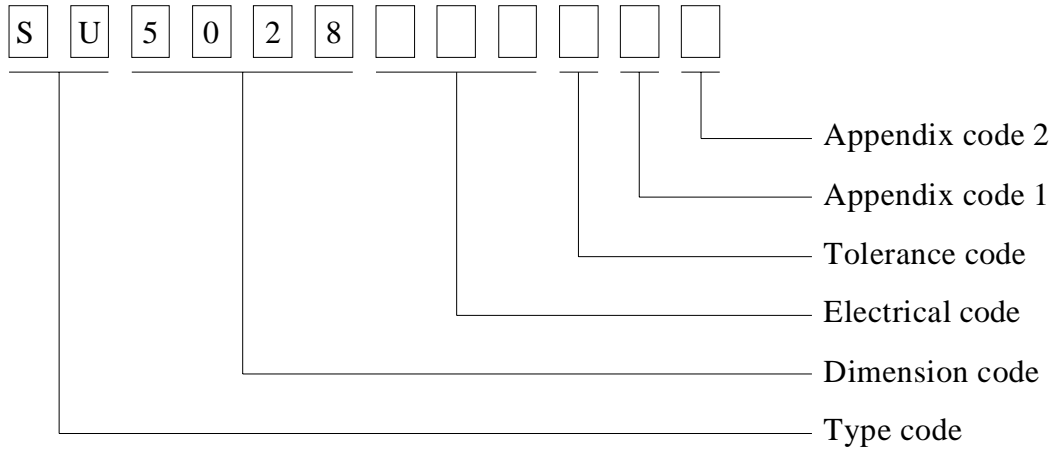 S U 5 0 2 8
Appendix code 2
Appendix code 1
Tolerance code
Electrical code
Dimension code
Type code